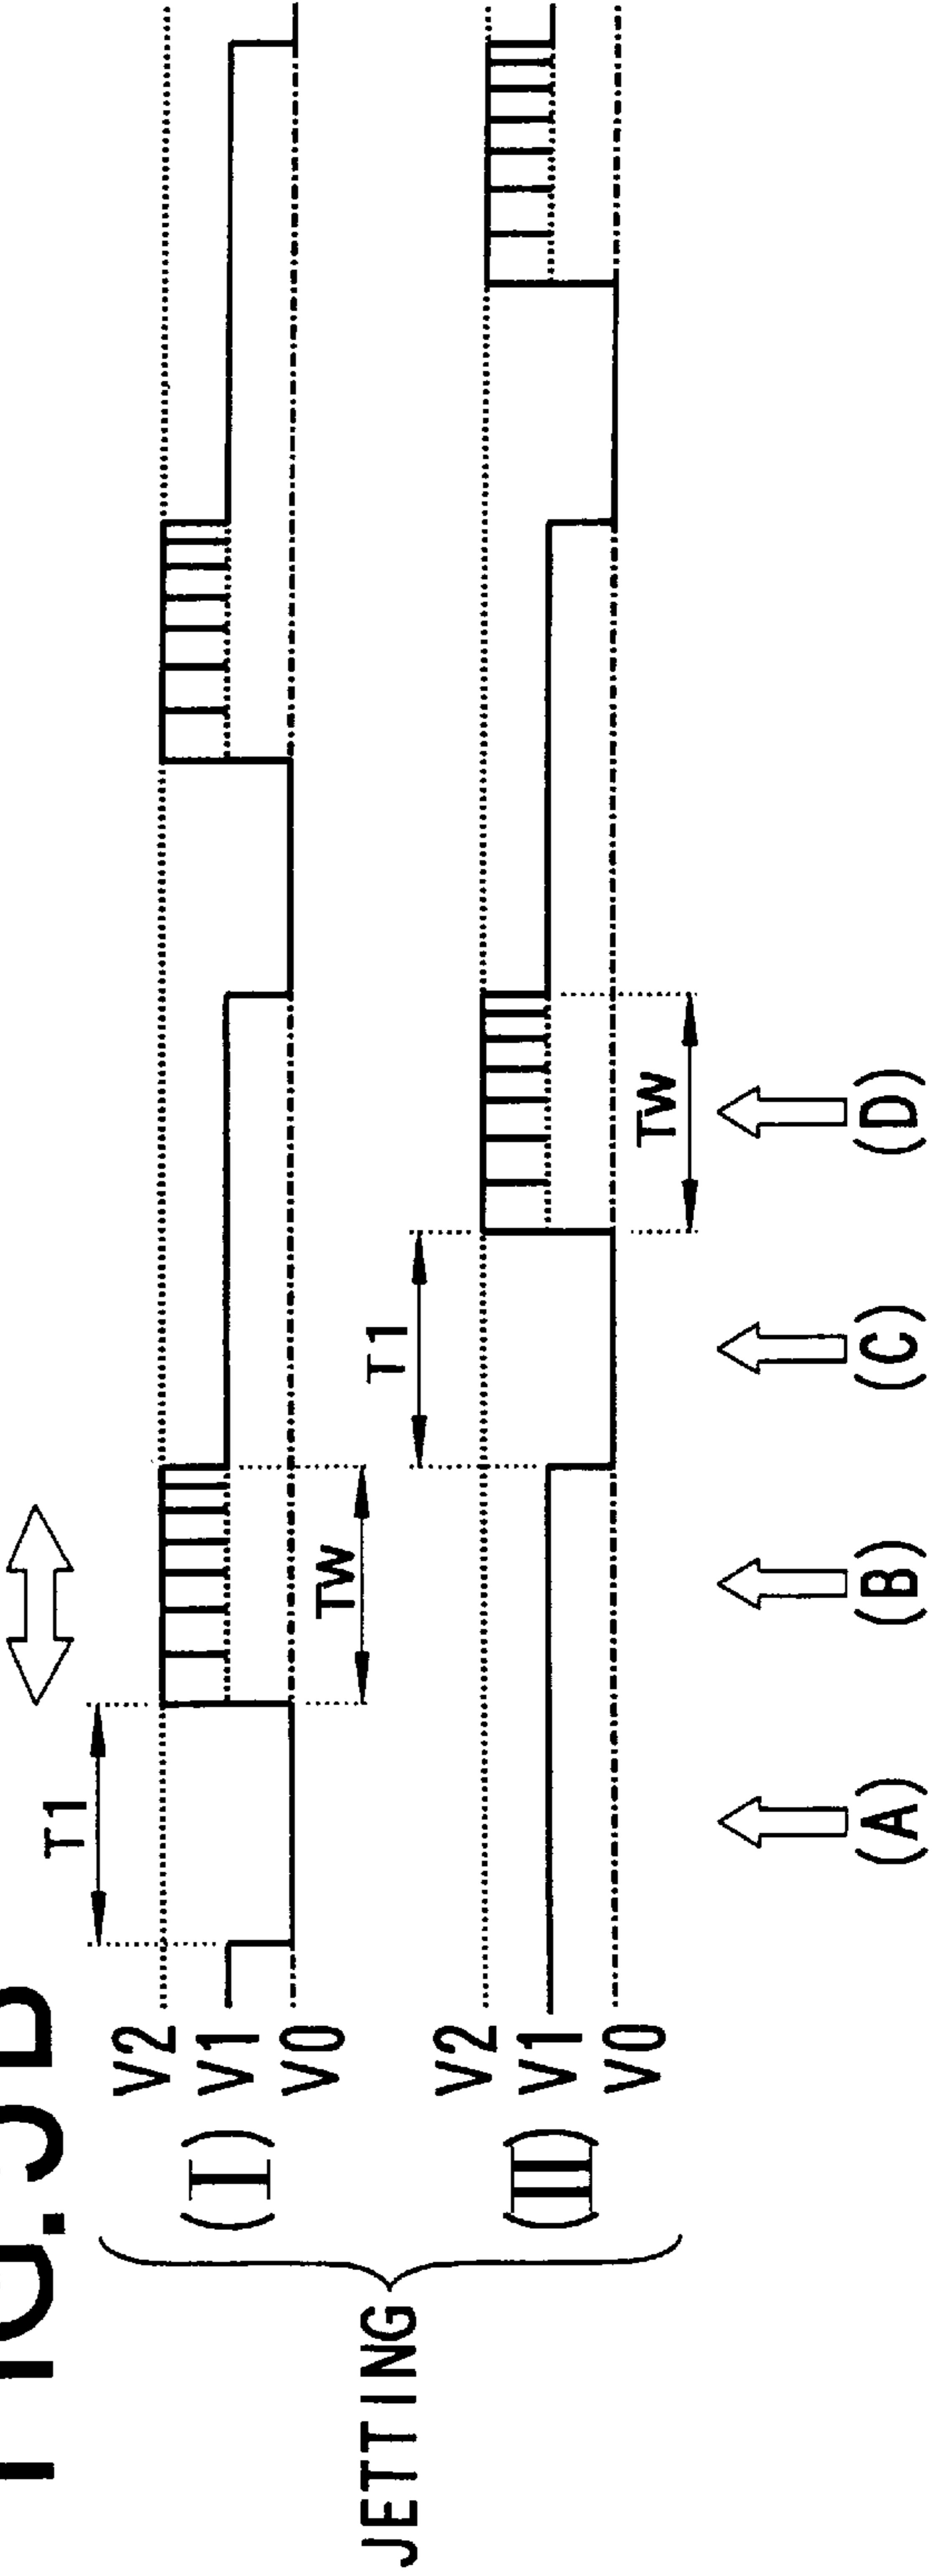 T1
TW
V2
V1
V0
(I)
JETTING
T1
TW
V2
V1
V0
(II)
(A)
(B)
(C)
(D)